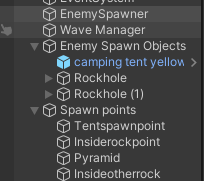 EventSystem
EnemySpawner
Wave Manager
Enemy Spawn Objects
camping tent yellow
Rockhole
Rockhole (1)
Spawn points
Tentspawnpoint
Insiderockpoint
Pyramid
Insideotherrock